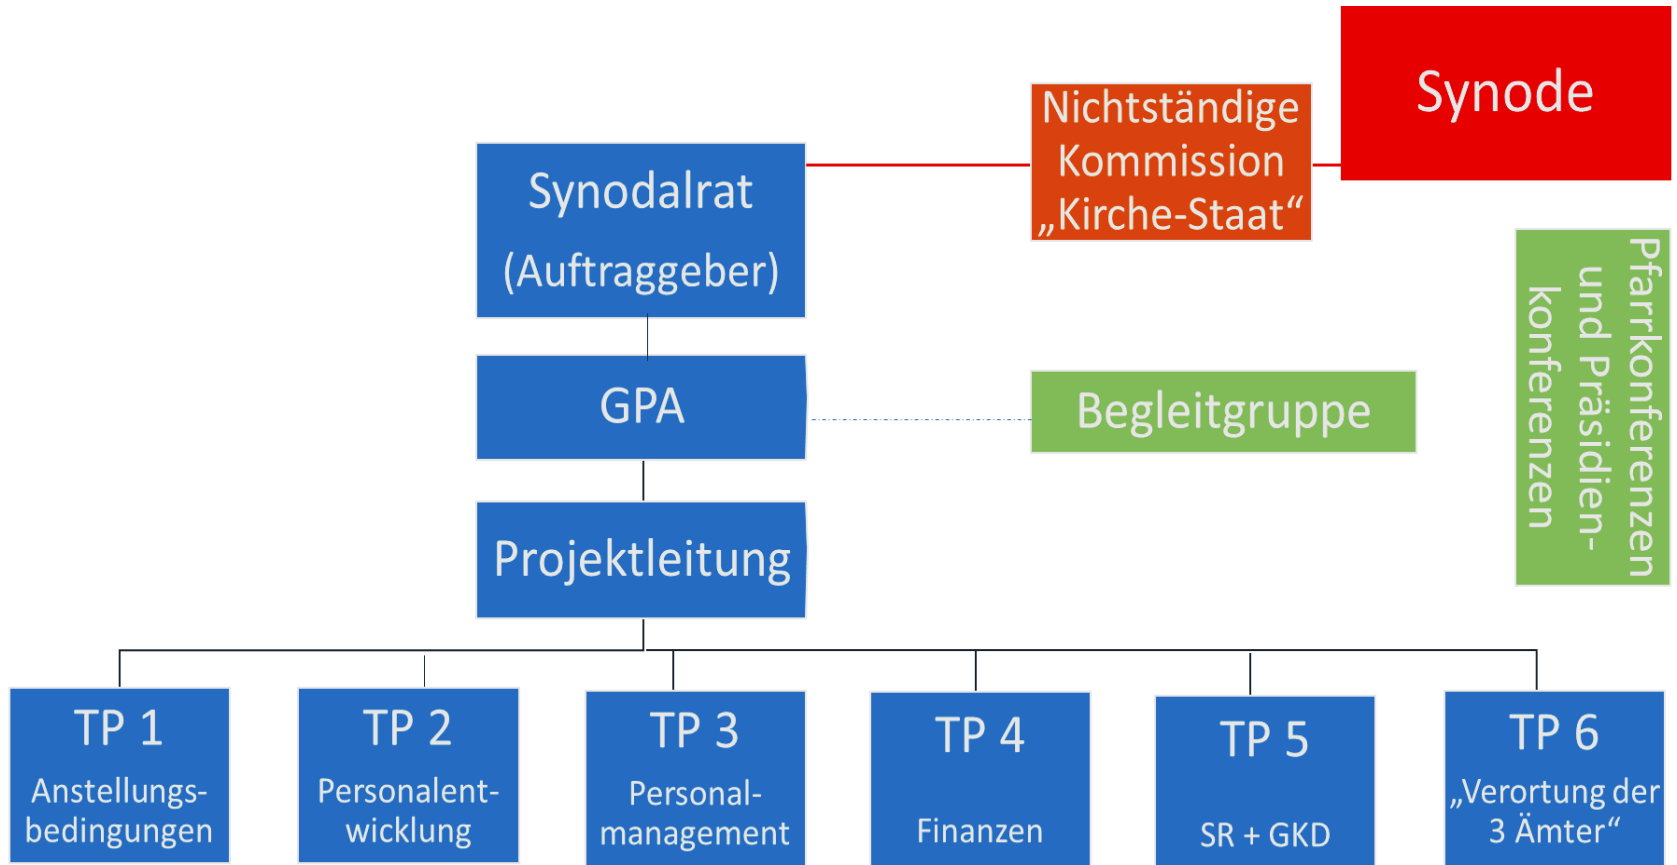 Synode
Nichtständige
Kommission
„Kirche-Staat“
Synodalrat
(Auftraggeber)
Pfarrkonferenzen
und Präsidien-
konferenzen
GPA
Begleitgruppe
Projektleitung
TP 1
Anstellungs-
bedingungen
TP 2
Personalent-
wicklung
TP 3
Personal-
management
TP 4
Finanzen
TP 5
SR + GKD
TP 6
„Verortung der
3 Ämter“